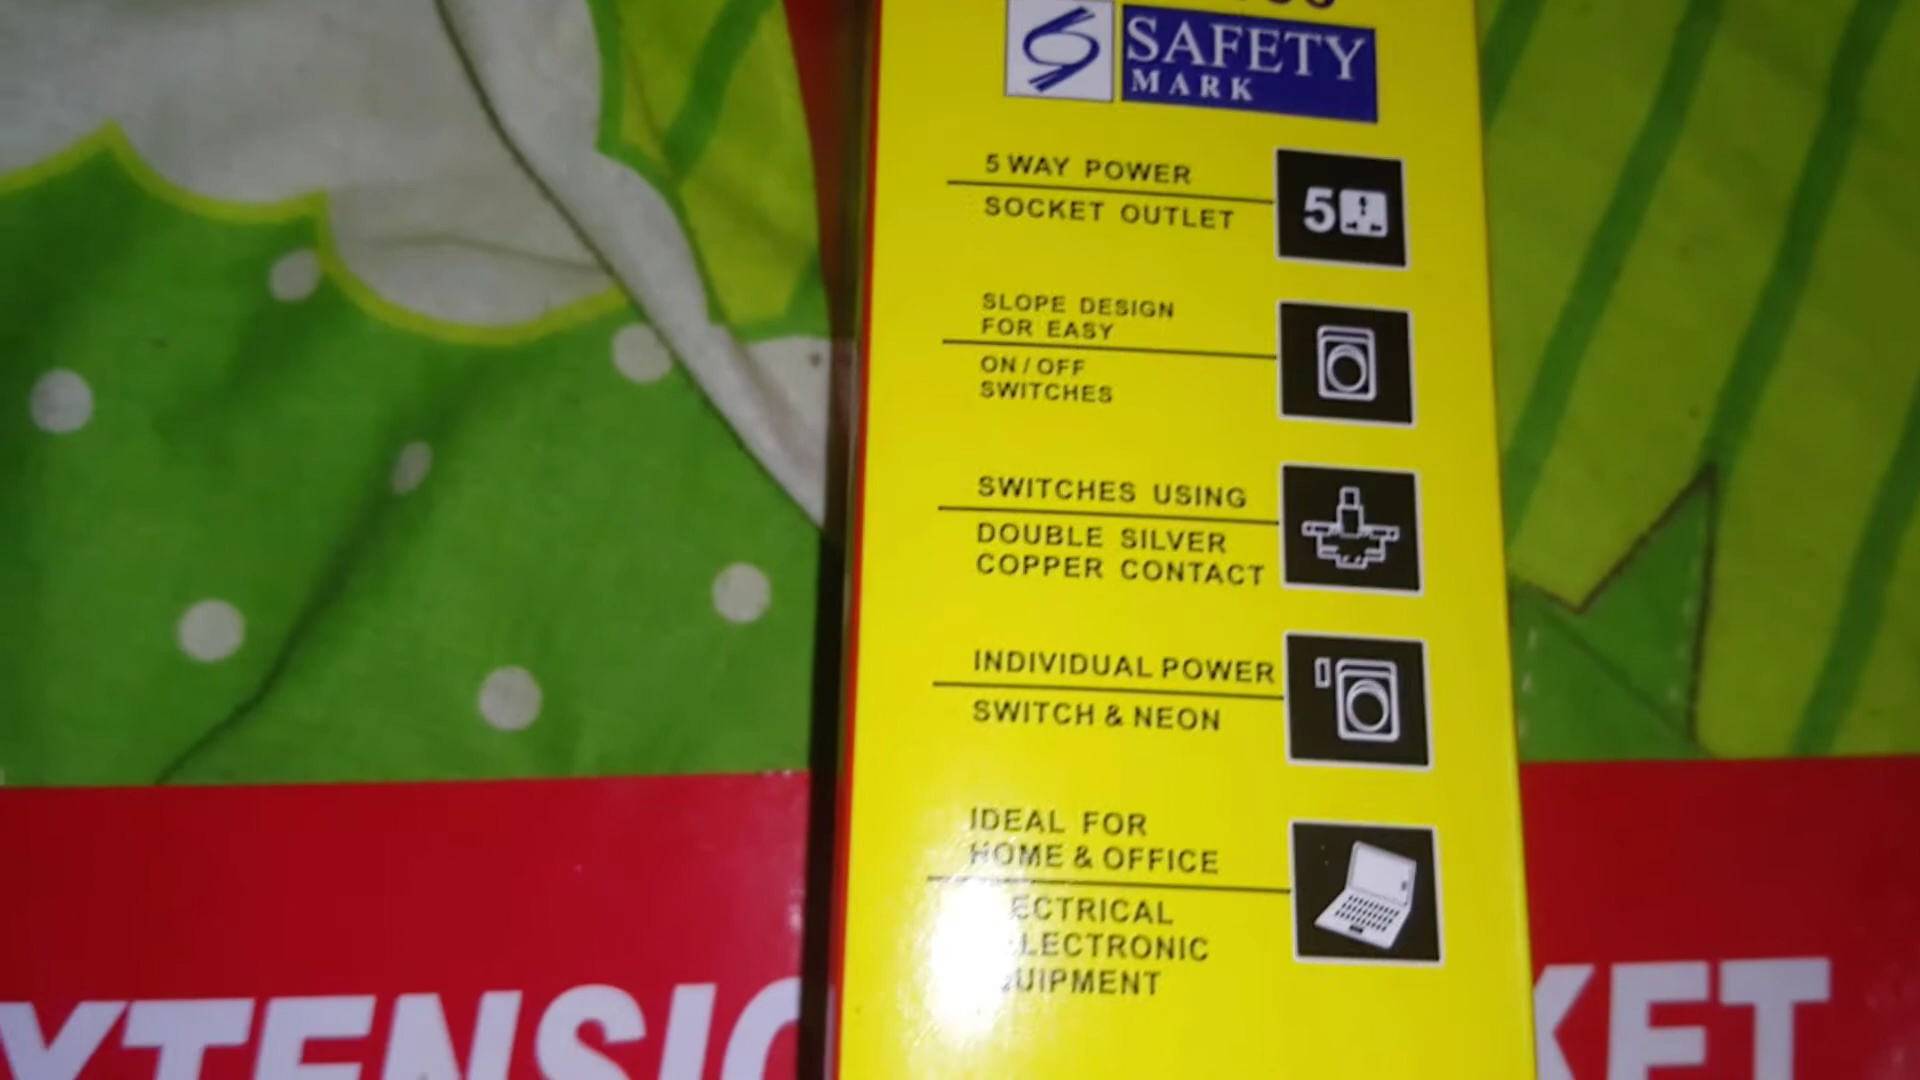 SAFETY
MARK
5 WAY POWER
SOCKET OUTLET
5
SLOPE DESIGN
FOR EASY
ON / OFF
SWITCHES
SWITCHES USING
DOUBLE SILVER
COPPER CONTACT
INDIVIDUAL POWER
SWITCH & NEON
IDEAL FOR
HOME & OFFICE
ECTRICAL
LECTRONIC
UIPMENT
XTENSIO
KET